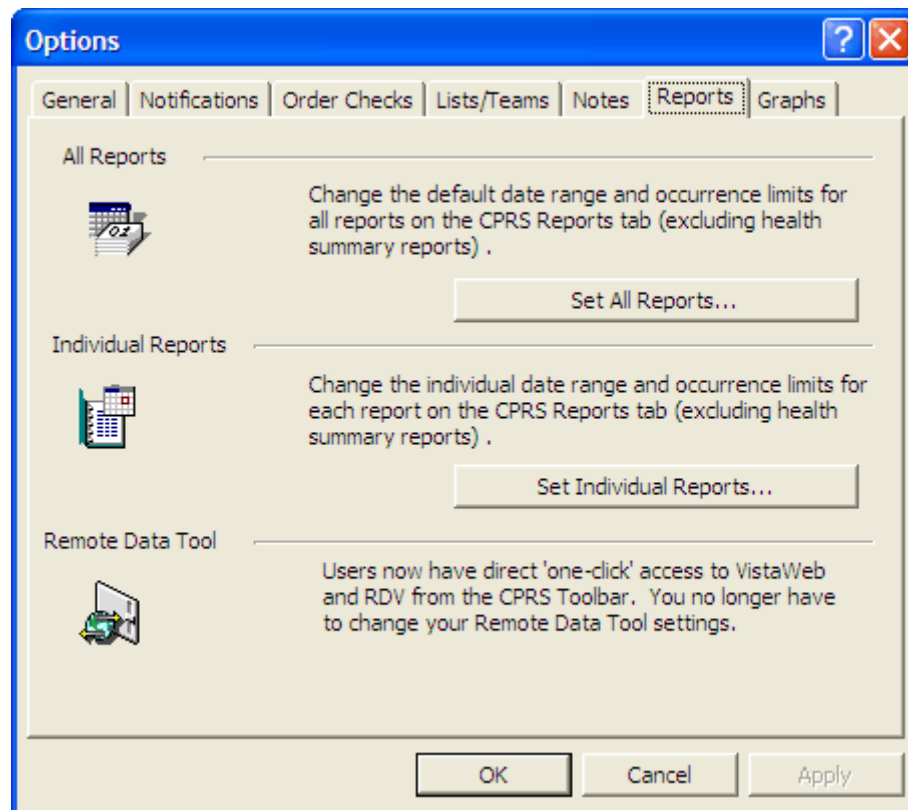 Options
General Notifications Order Checks Lists/Teams Notes Reports Graphs
All Reports
Change the default date range and occurrence limits for
all reports on the CPRS Reports tab (excluding health
summary reports) .
Set All Reports...
Individual Reports
Change the individual date range and occurrence limits for
each report on the CPRS Reports tab (excluding health
summary reports) .
Set Individual Reports...
Remote Data Tool
Users now have direct 'one-click' access to VistaWeb
and RDV from the CPRS Toolbar. You no longer have
to change your Remote Data Tool settings.
OK Cancel Apply